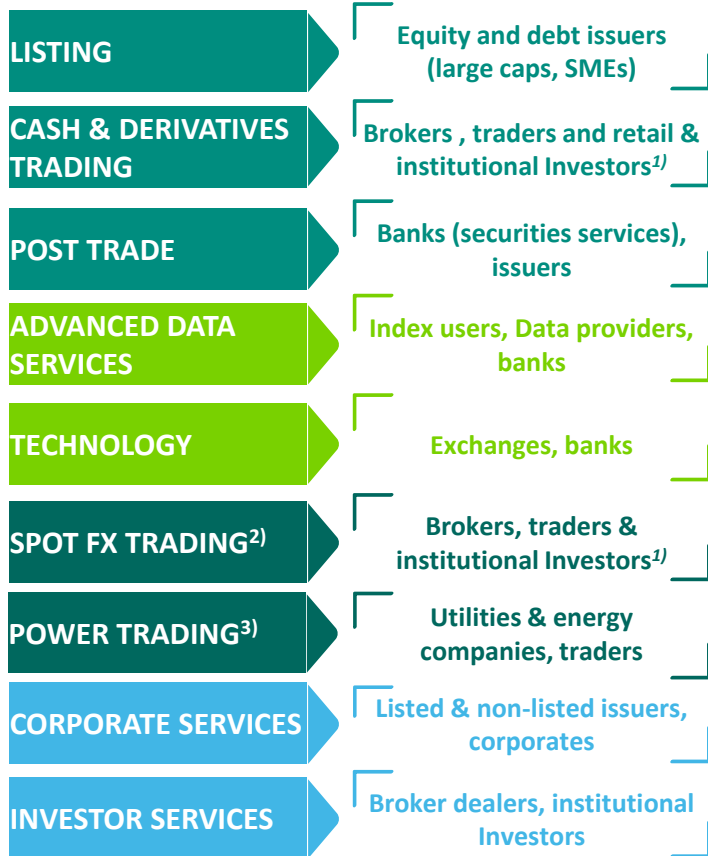 LISTING
Equity and debt issuers
(large caps, SMEs)
CASH & DERIVATIVES
TRADING
Brokers , traders and retail &
institutional Investors1)
POST TRADE
Banks (securities services),
issuers
ADVANCED DATA
SERVICES
Index users, Data providers,
banks
TECHNOLOGY
Exchanges, banks
SPOT FX TRADING2)
Brokers, traders &
institutional Investors1)
POWER TRADING3)
Utilities & energy
companies, traders
CORPORATE SERVICES
Listed & non-listed issuers,
corporates
INVESTOR SERVICES
Broker dealers, institutional
Investors